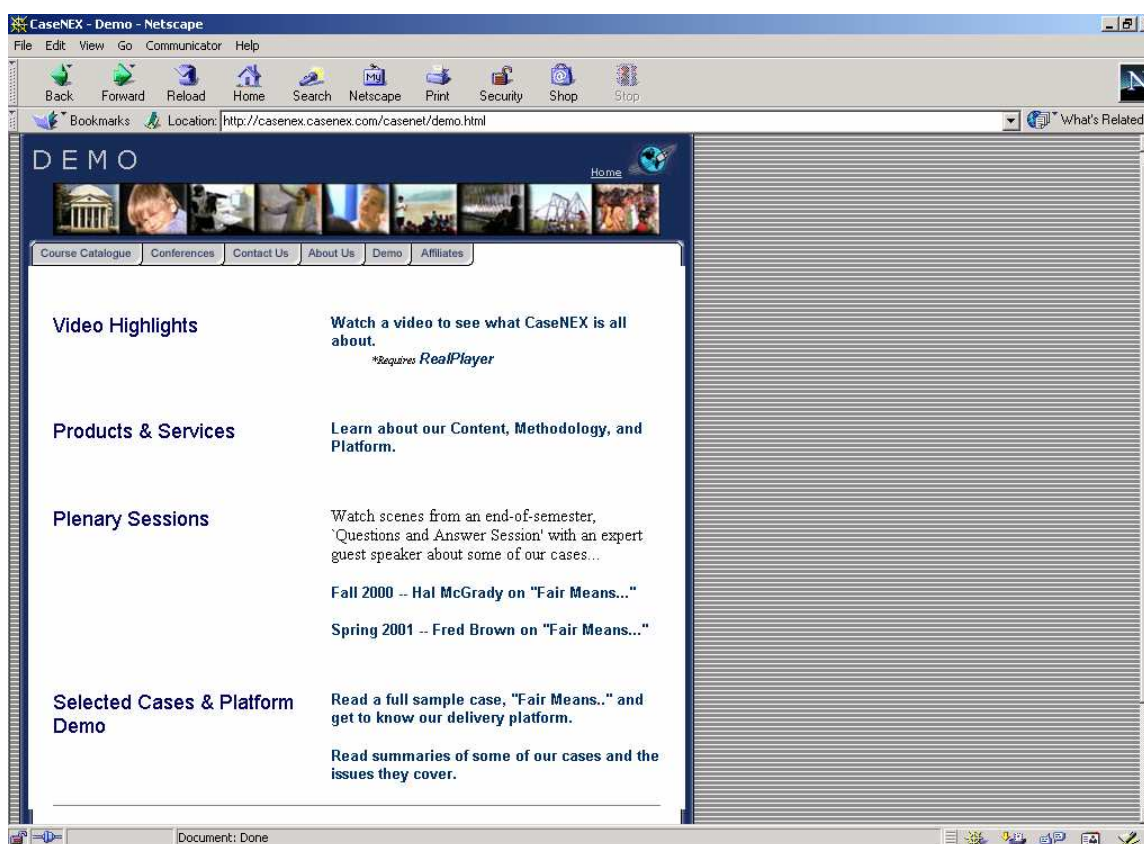 CaseNEX - Demo - Netscape
File Edit View Go Communicator Help
Back Forward Reload Home Search Netscape Print Security Shop Stop
My
N
Bookmarks Location: http://casenex.casenex.com/casenet/demo.html What's Related
DEMO
Home
Course Catalogue Conferences Contact Us About Us Demo Affiliates
Video Highlights
Watch a video to see what CaseNEX is all
about.
*Requires RealPlayer
Products & Services
Learn about our Content, Methodology, and
Platform.
Plenary Sessions
Watch scenes from an end-of-semester,
`Questions and Answer Session' with an expert
guest speaker about some of our cases...
Fall 2000 -- Hal McGrady on "Fair Means..."
Spring 2001 -- Fred Brown on "Fair Means..."
Selected Cases & Platform
Demo
Read a full sample case, "Fair Means.." and
get to know our delivery platform.
Read summaries of some of our cases and the
issues they cover.
Document: Done